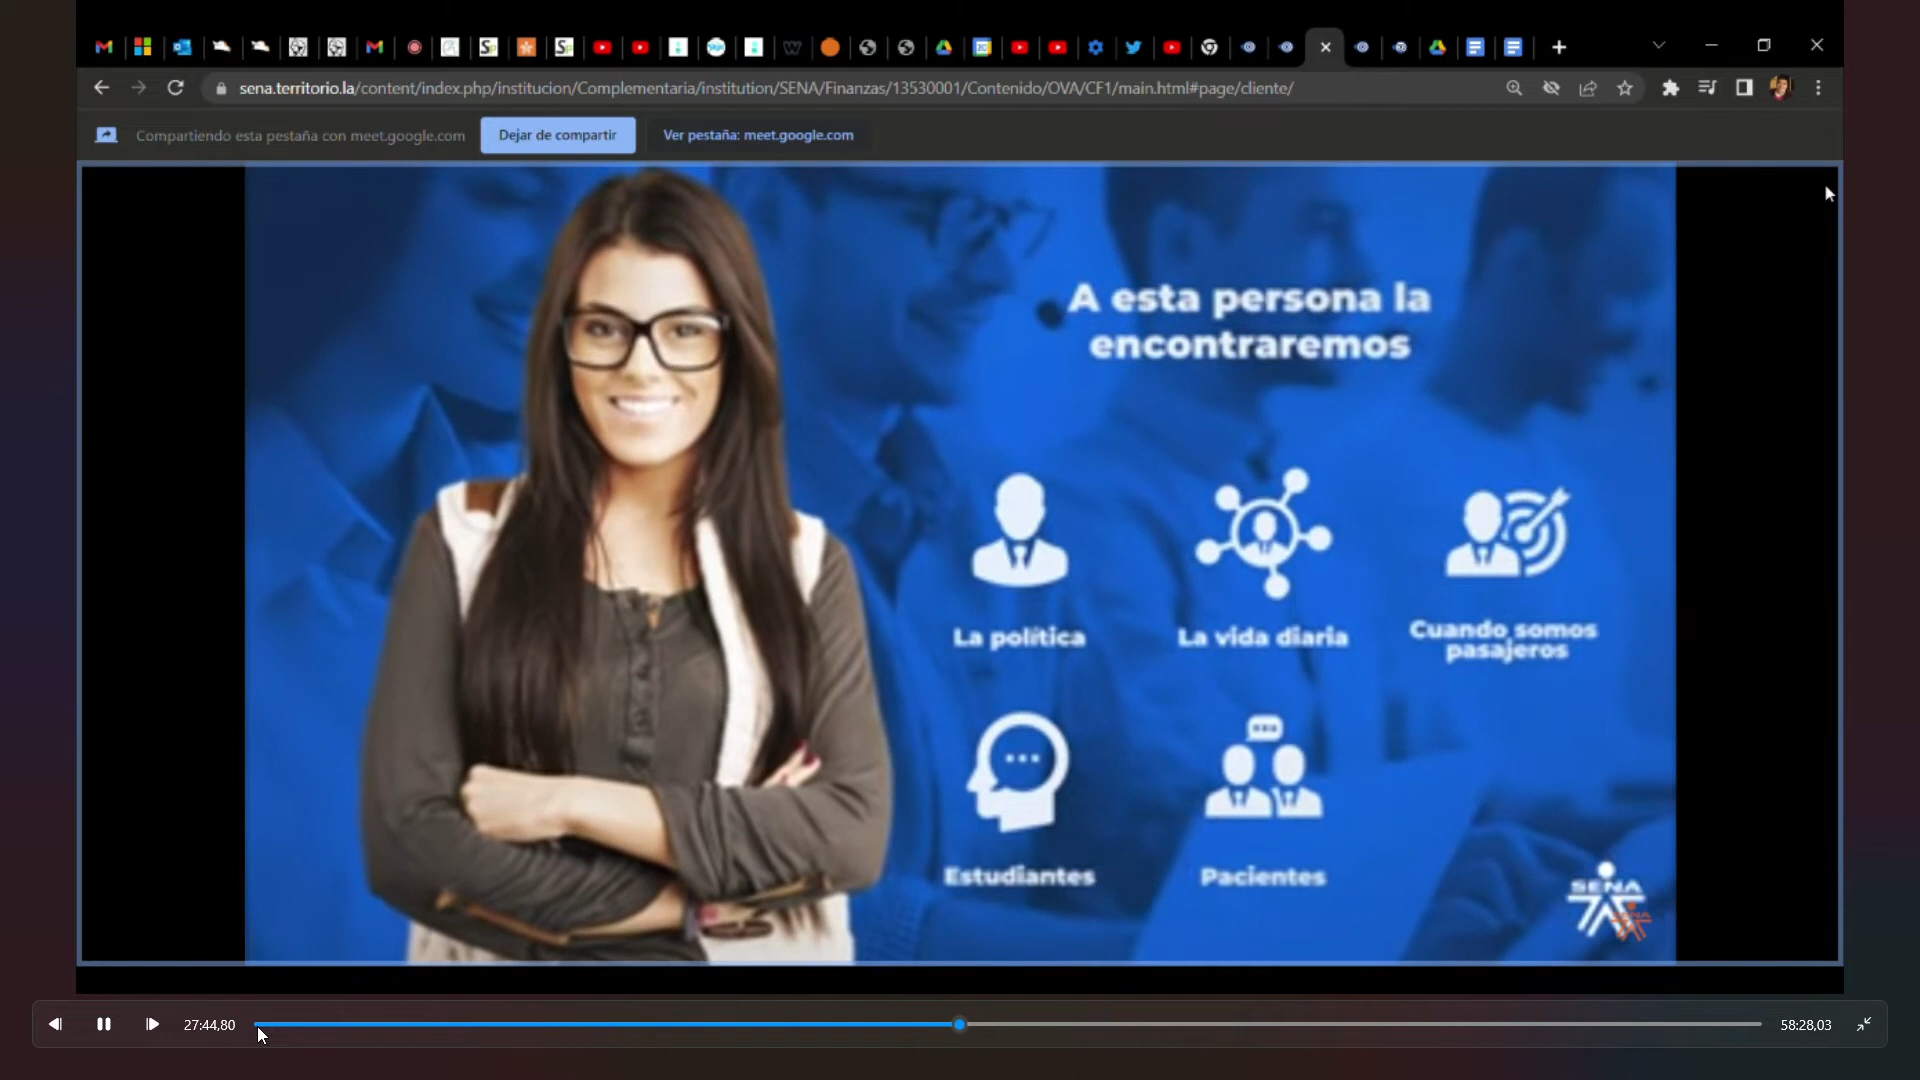 sena.territorio.la/content/index.php/institucion/Complementaria/institution/SENA/Finanzas/13530001/Contenido/OVA/CF1/main.html#page/cliente/
Compartiendo esta pestaña con meet.google.com
Dejar de compartir
Ver pestaña: meet.google.com
A esta persona la
encontraremos
La política
La vida diaria
Cuando somos
pasajeros
Estudiantes
Pacientes
SENA
SENA
27:44,80
58:28,03